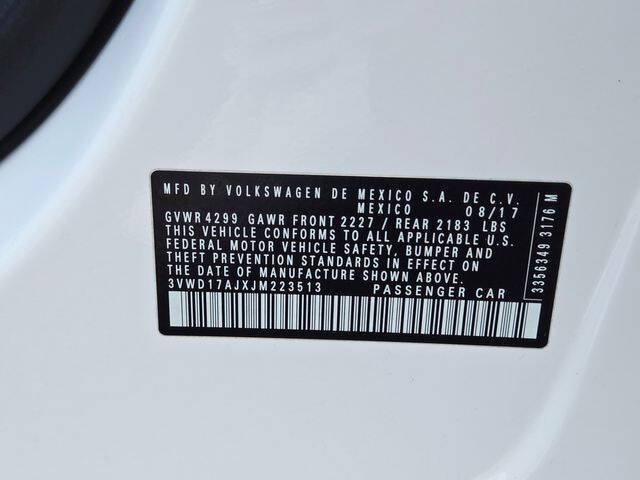 MFD BY VOLKSWAGEN DE MEXICO S.A. DE C.V.
MEXICO 08/17
GVWR 4299 GAWR FRONT 2227 / REAR 2183 LBS
THIS VEHICLE CONFORMS TO ALL APPLICABLE U.S.
FEDERAL MOTOR VEHICLE SAFETY, BUMPER AND
THEFT PREVENTION STANDARDS IN EFFECT ON THE
DATE OF MANUFACTURE SHOWN ABOVE.
3VWD17AJXJM223513 PASSENGER CAR
3356349 3176 M